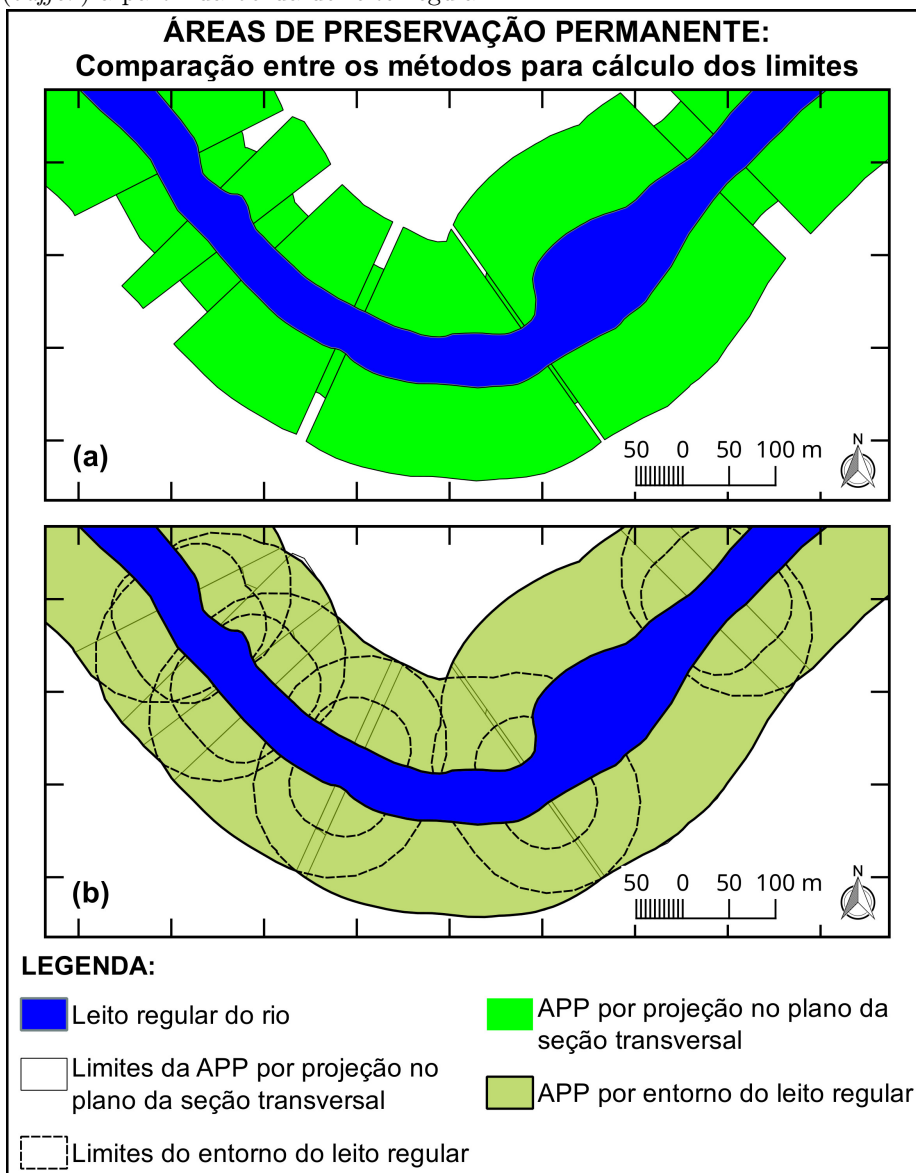 ÁREAS DE PRESERVAÇÃO PERMANENTE:
Comparação entre os métodos para cálculo dos limites
(a)
50 0 50 100 m
N
(b)
50 0 50 100 m
N
LEGENDA:
Leito regular do rio
Limites da APP por projeção no
plano da seção transversal
Limites do entorno do leito regular
APP por projeção no plano da
seção transversal
APP por entorno do leito regular